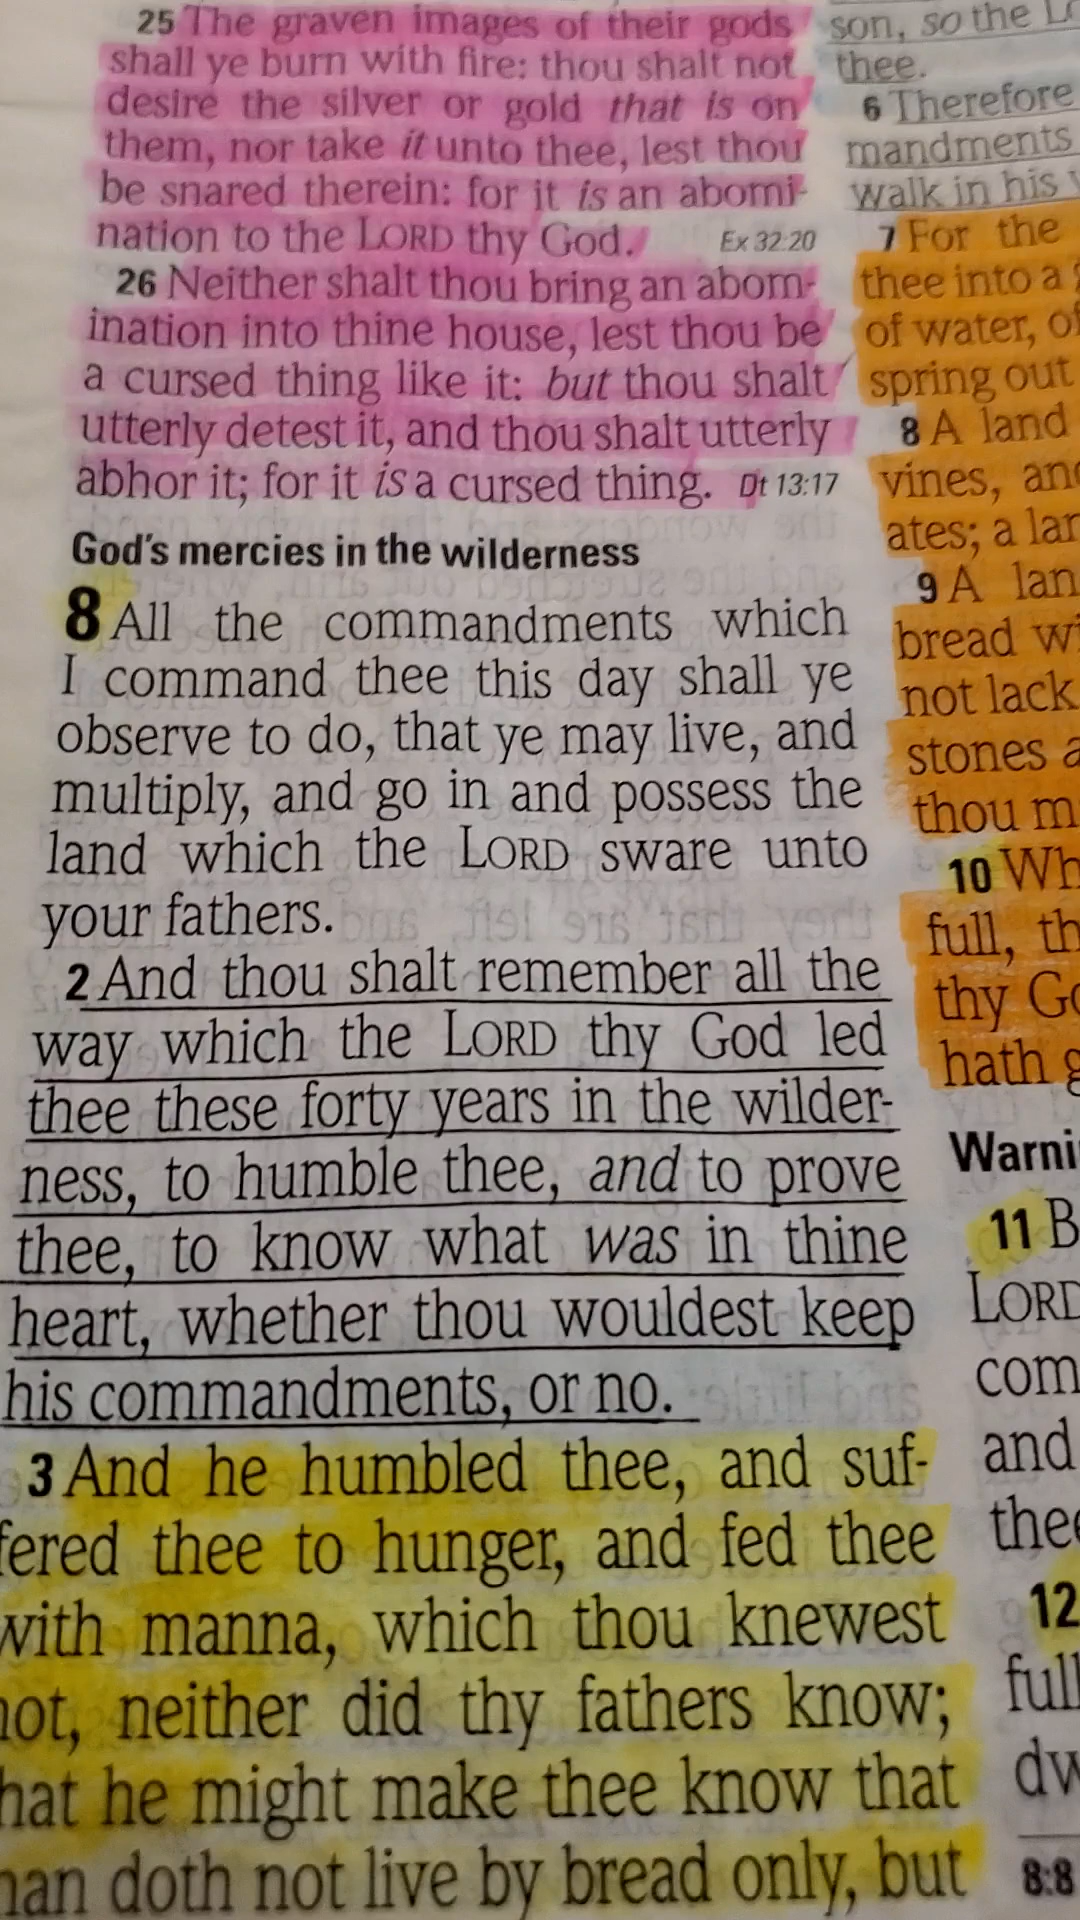 25 The graven images of their gods
shall ye burn with fire: thou shalt not
desire the silver or gold that is on
them, nor take it unto thee, lest thou
be snared therein: for it is an abomi-
nation to the LORD thy God. Ex 32:20
26 Neither shalt thou bring an abom-
ination into thine house, lest thou be
a cursed thing like it: but thou shalt
utterly detest it, and thou shalt utterly
abhor it; for it is a cursed thing. Dt 13:17
God's mercies in the wilderness
8 All the commandments which
I command thee this day shall ye
observe to do, that ye may live, and
multiply, and go in and possess the
land which the LORD sware unto
your fathers.
2 And thou shalt remember all the
way which the LORD thy God led
thee these forty years in the wilder-
ness, to humble thee, and to prove
thee, to know what was in thine
heart, whether thou wouldest keep
his commandments, or no.
3 And he humbled thee, and suf-
fered thee to hunger, and fed thee
with manna, which thou knewest
not, neither did thy fathers know;
hat he might make thee know that
man doth not live by bread only, but
son, so the
thee.
6 Therefore
mandments
walk in his
7 For the
thee into a
of water, of
spring out
8 A land
vines, and
ates; a lan
9 A lan
bread wi
not lack
stones a
thou m
10 Wh
full, th
thy Go
hath g
Warni
11 B
LORD
com
and
thee
12
full
dw
8:8